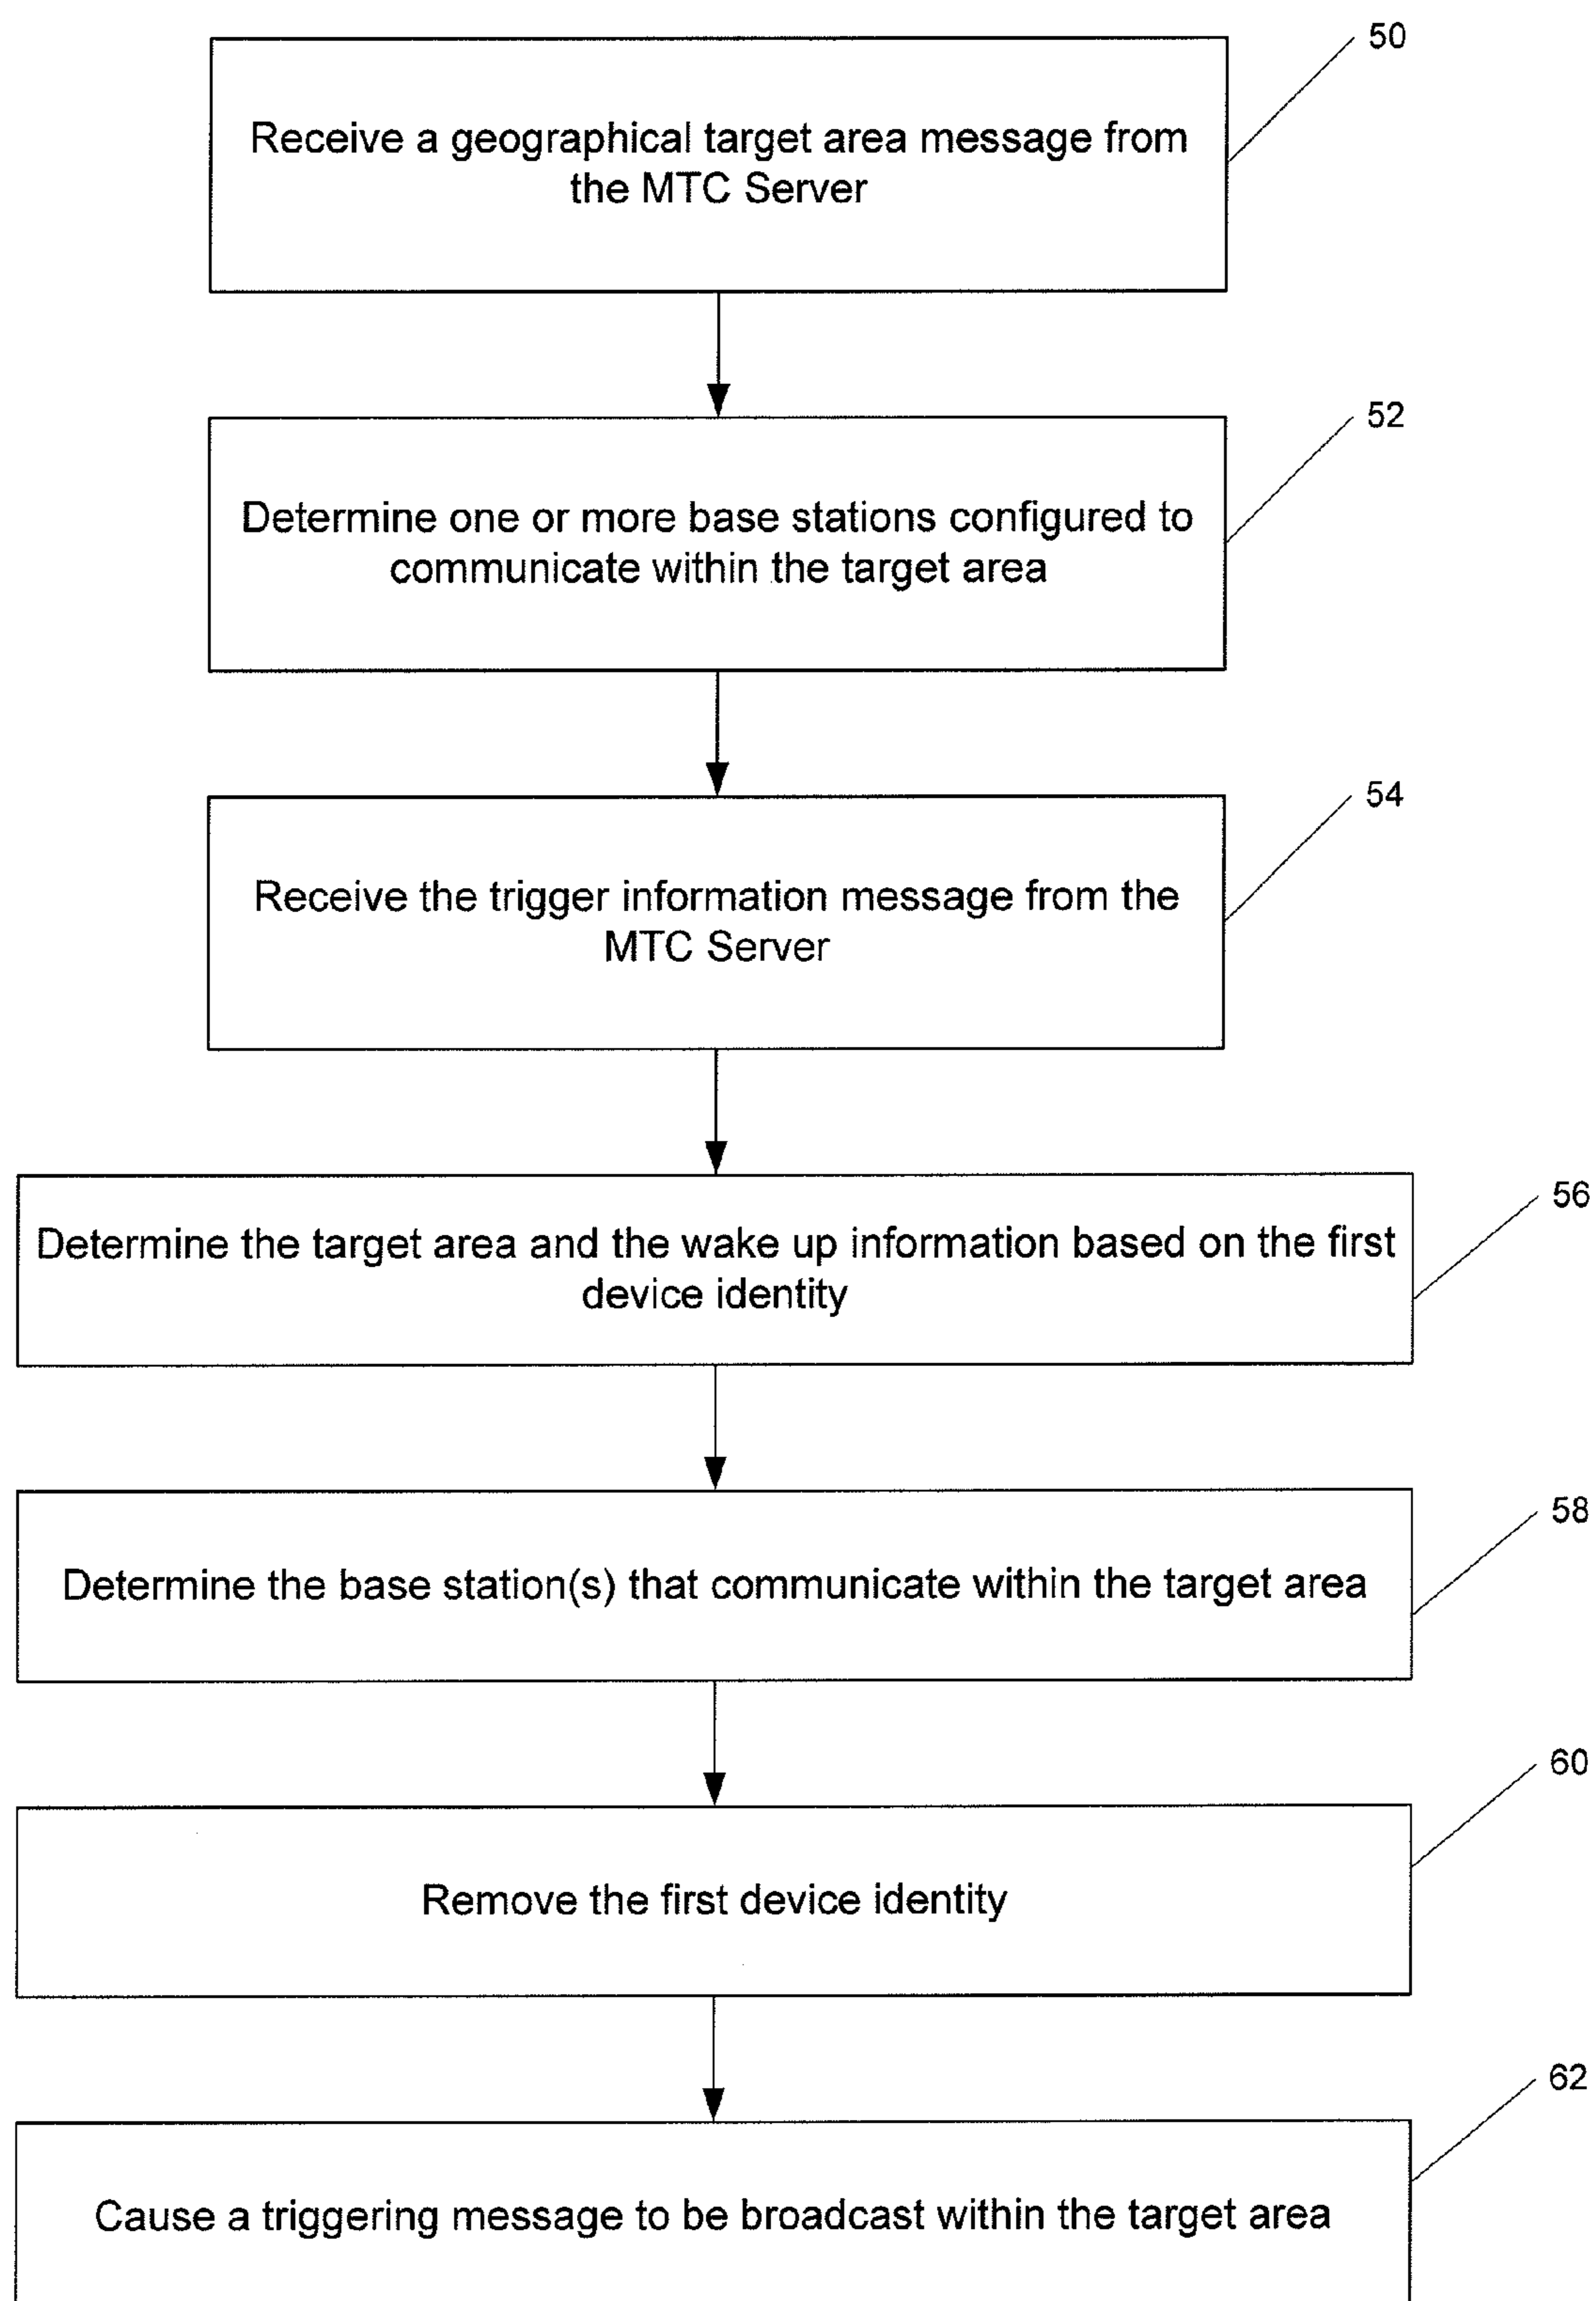 50
Receive a geographical target area message from
the MTC Server
52
Determine one or more base stations configured to
communicate within the target area
54
Receive the trigger information message from the
MTC Server
56
Determine the target area and the wake up information based on the first
device identity
58
Determine the base station(s) that communicate within the target area
60
Remove the first device identity
62
Cause a triggering message to be broadcast within the target area